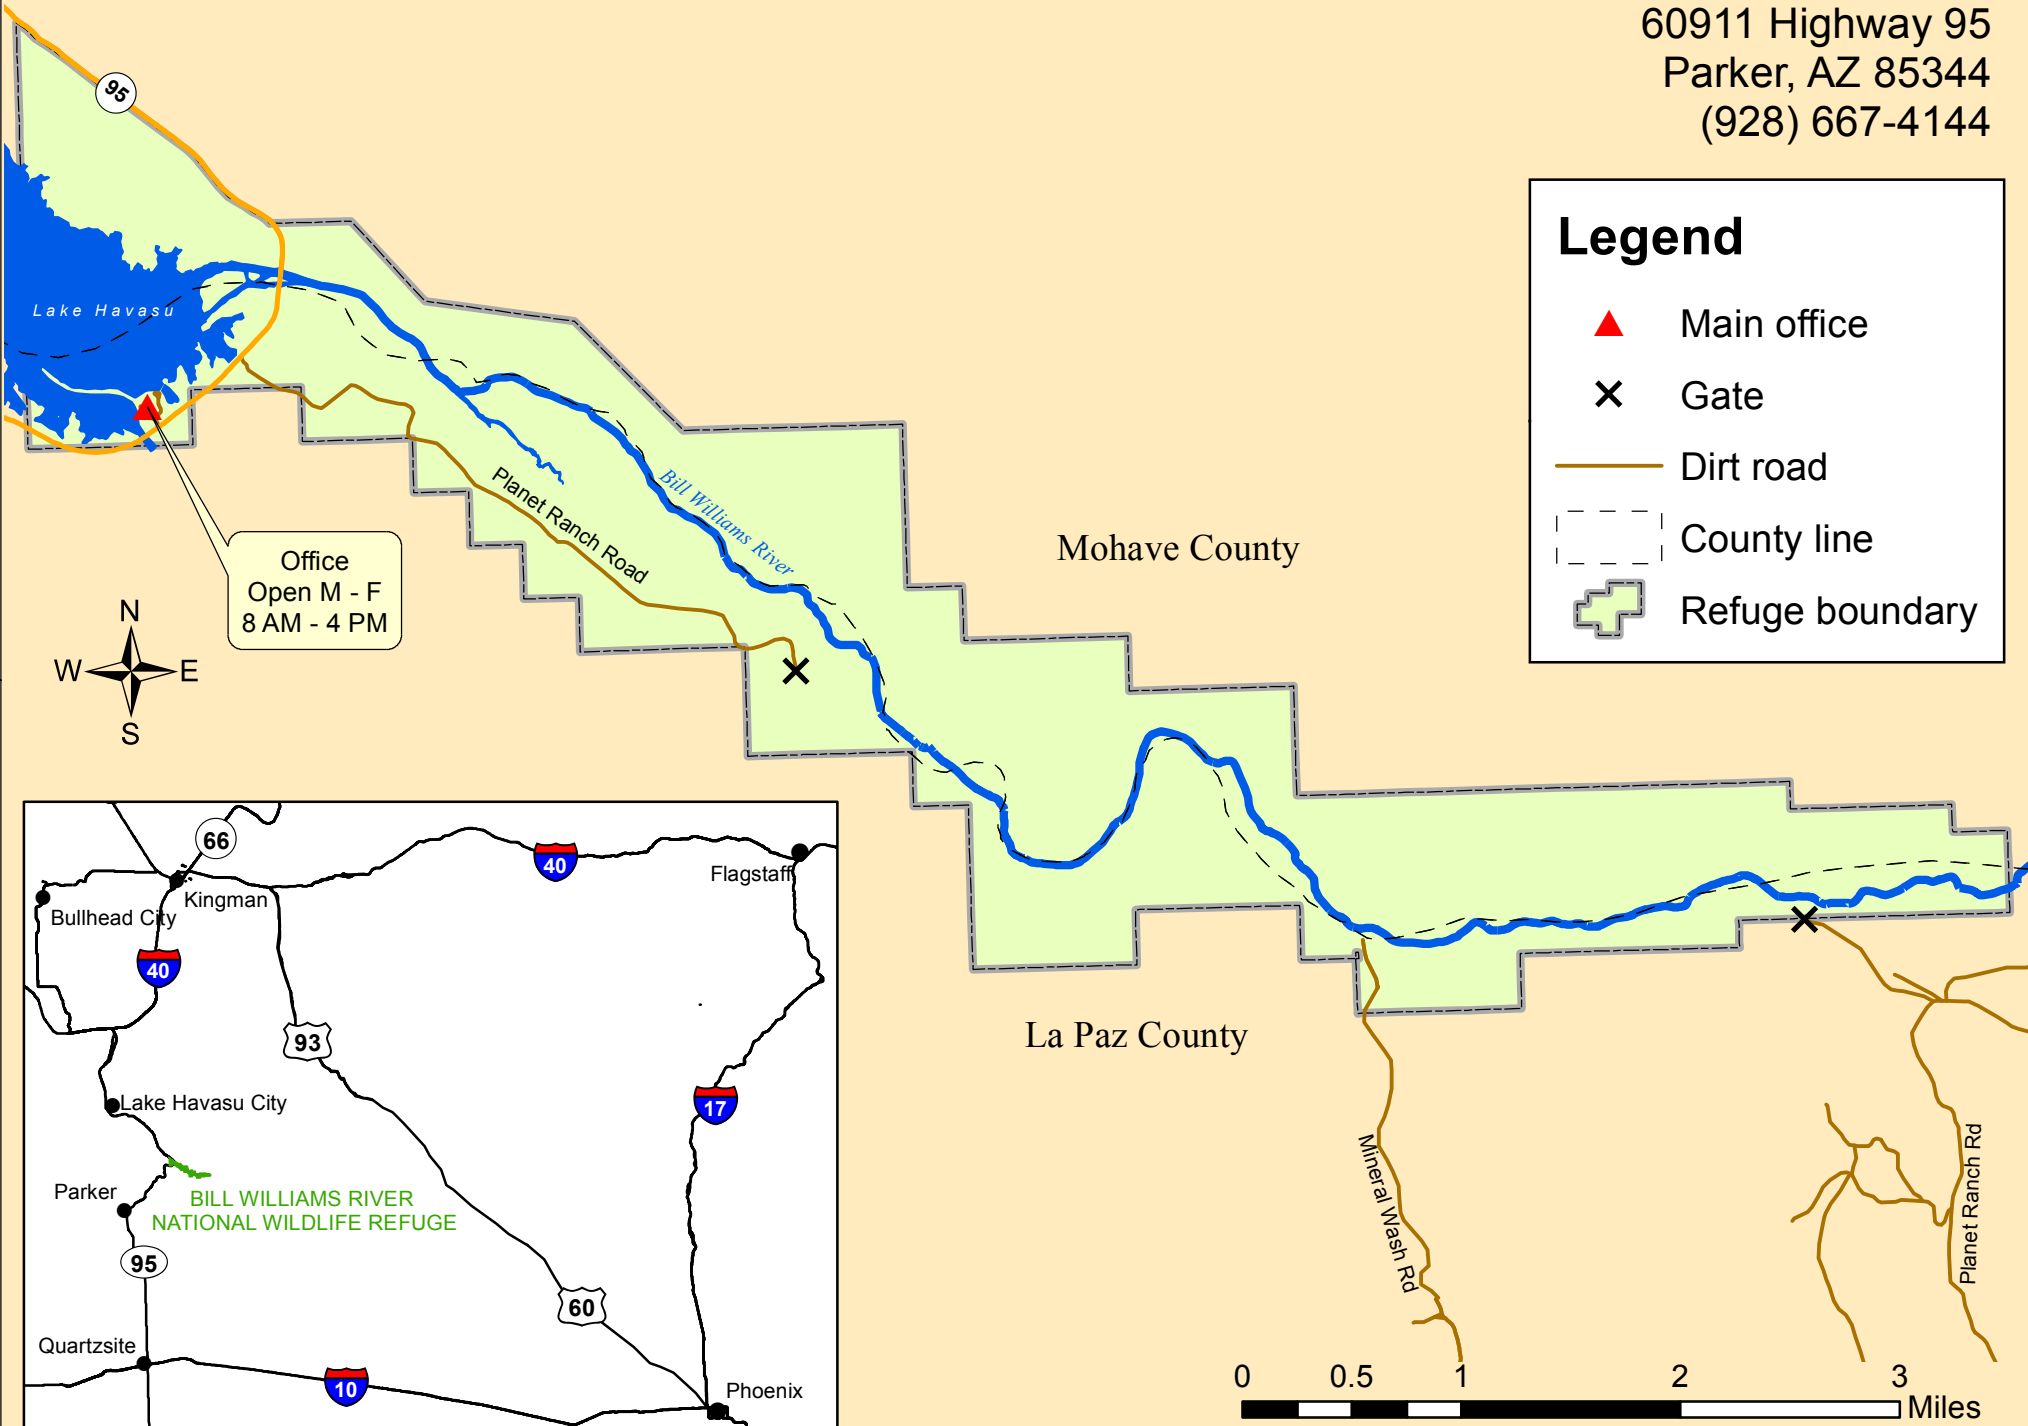 60911 Highway 95
Parker, AZ 85344
(928) 667-4144
95
Legend
Main office
Gate
Dirt road
County line
Refuge boundary
Lake Havasu
Planet Ranch Road
Bill Williams River
Mohave County
Office
Open M - F
8 AM - 4 PM
N
W
E
S
La Paz County
Mineral Wash Rd
Planet Ranch Rd
66
40
Flagstaff
Kingman
Bullhead City
40
93
Lake Havasu City
17
Parker
BILL WILLIAMS RIVER
NATIONAL WILDLIFE REFUGE
95
60
Quartzsite
10
Phoenix
0 0.5 1 2 3
Miles